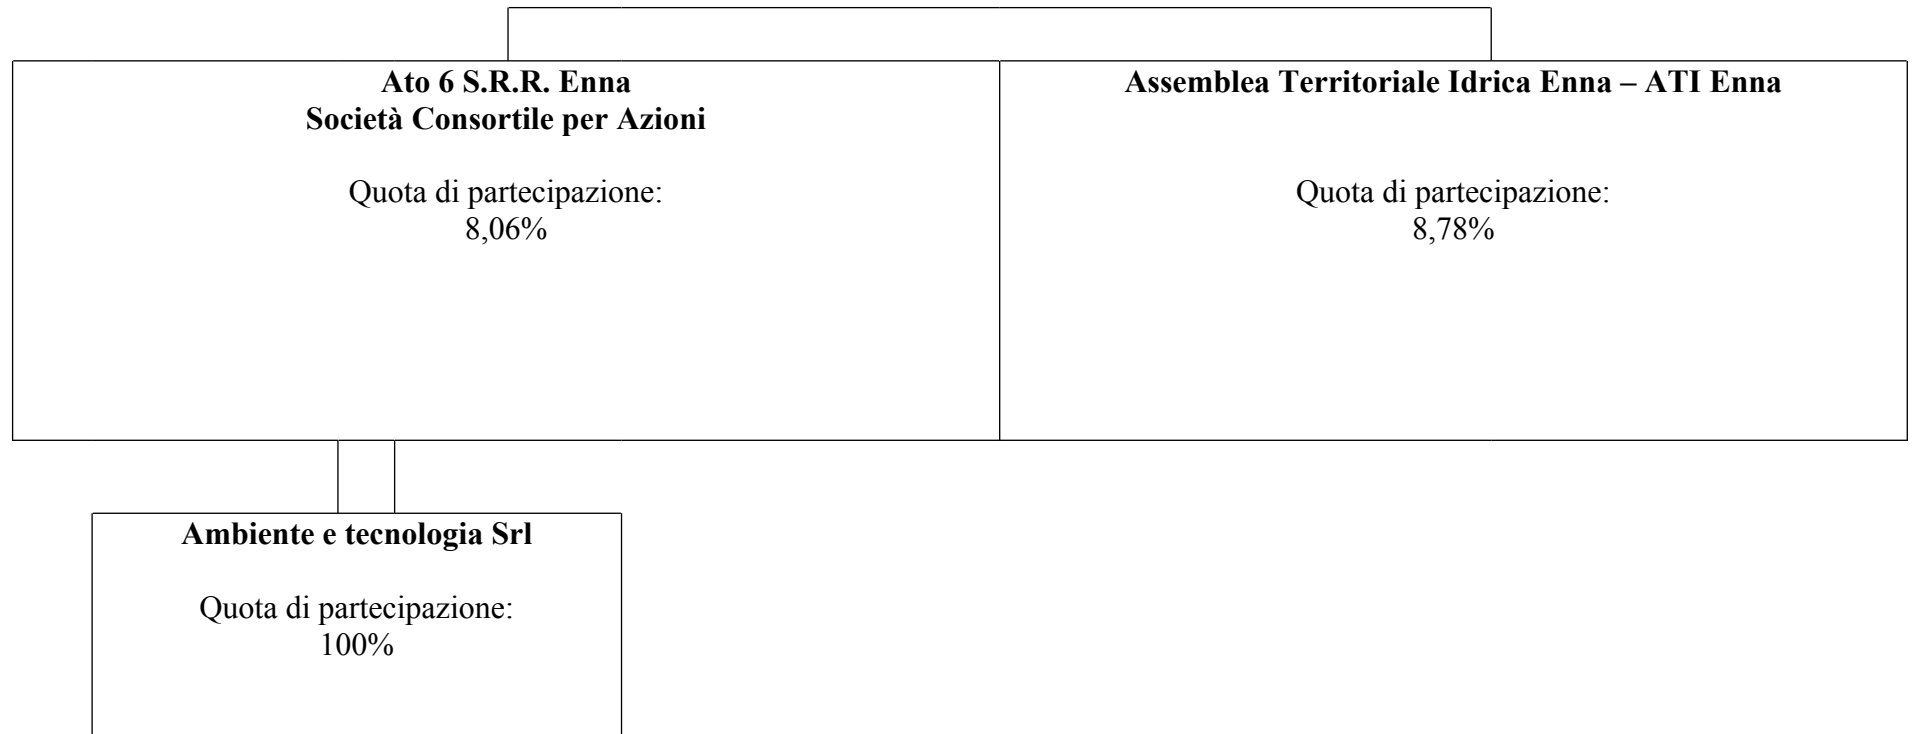 Ato 6 S.R.R. Enna
Società Consortile per Azioni
Quota di partecipazione:
8,06%
Assemblea Territoriale Idrica Enna – ATI Enna
Quota di partecipazione:
8,78%
Ambiente e tecnologia Srl
Quota di partecipazione:
100%